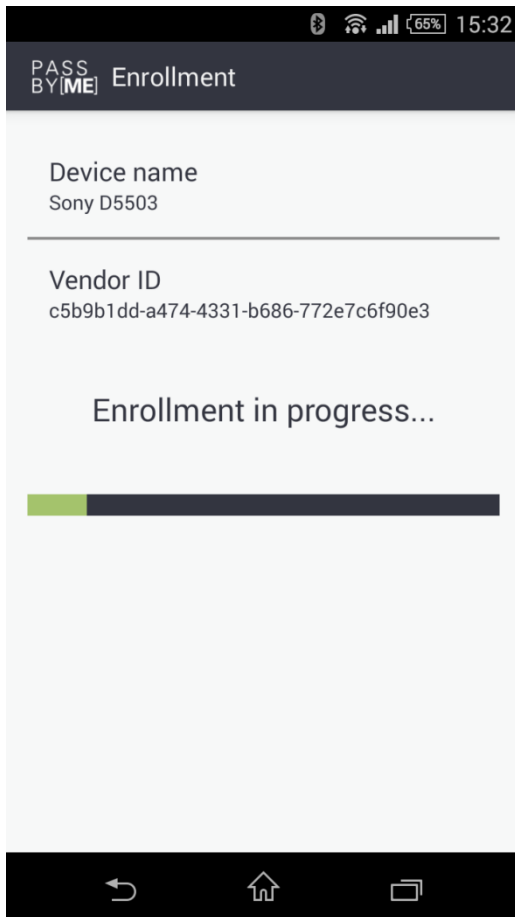 65% 15:32
PASS
BY[ME] Enrollment
Device name
Sony D5503
Vendor ID
c5b9b1dd-a474-4331-b686-772e7c6f90e3
Enrollment in progress...